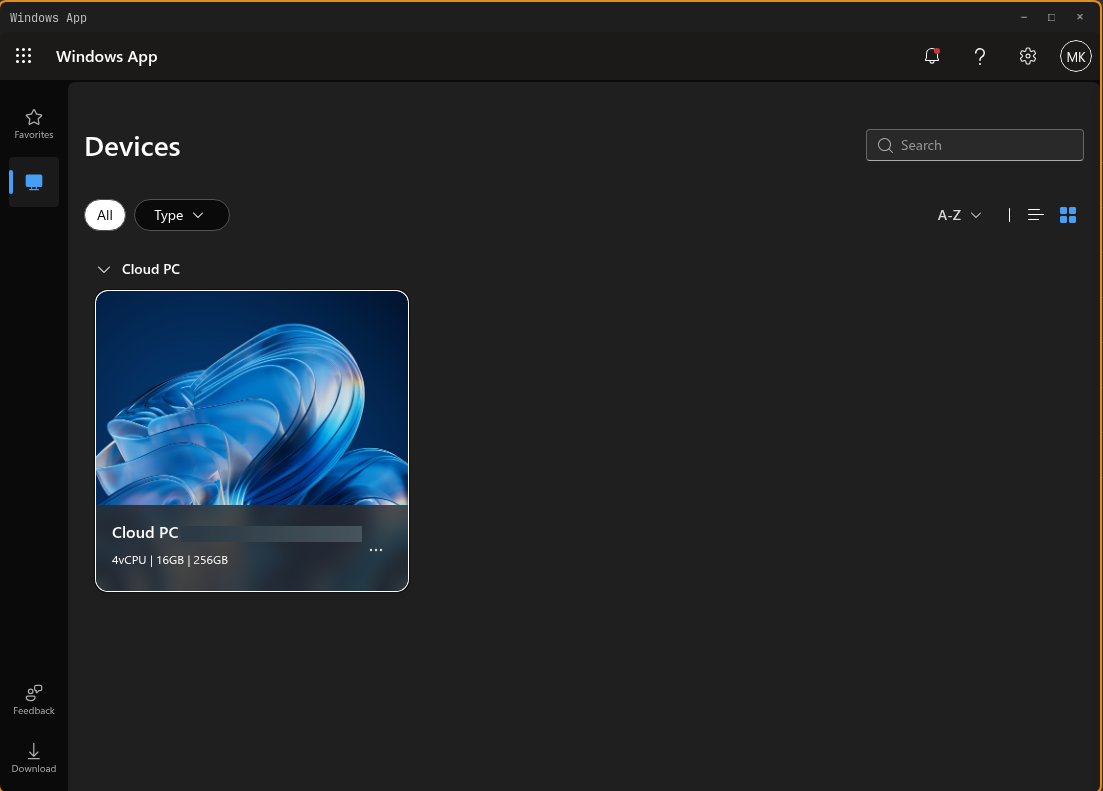 Windows App
Windows App
MK
Favorites
Devices
Search
All
Type
A-Z
Cloud PC
Cloud PC
4vCPU | 16GB | 256GB
Feedback
Download